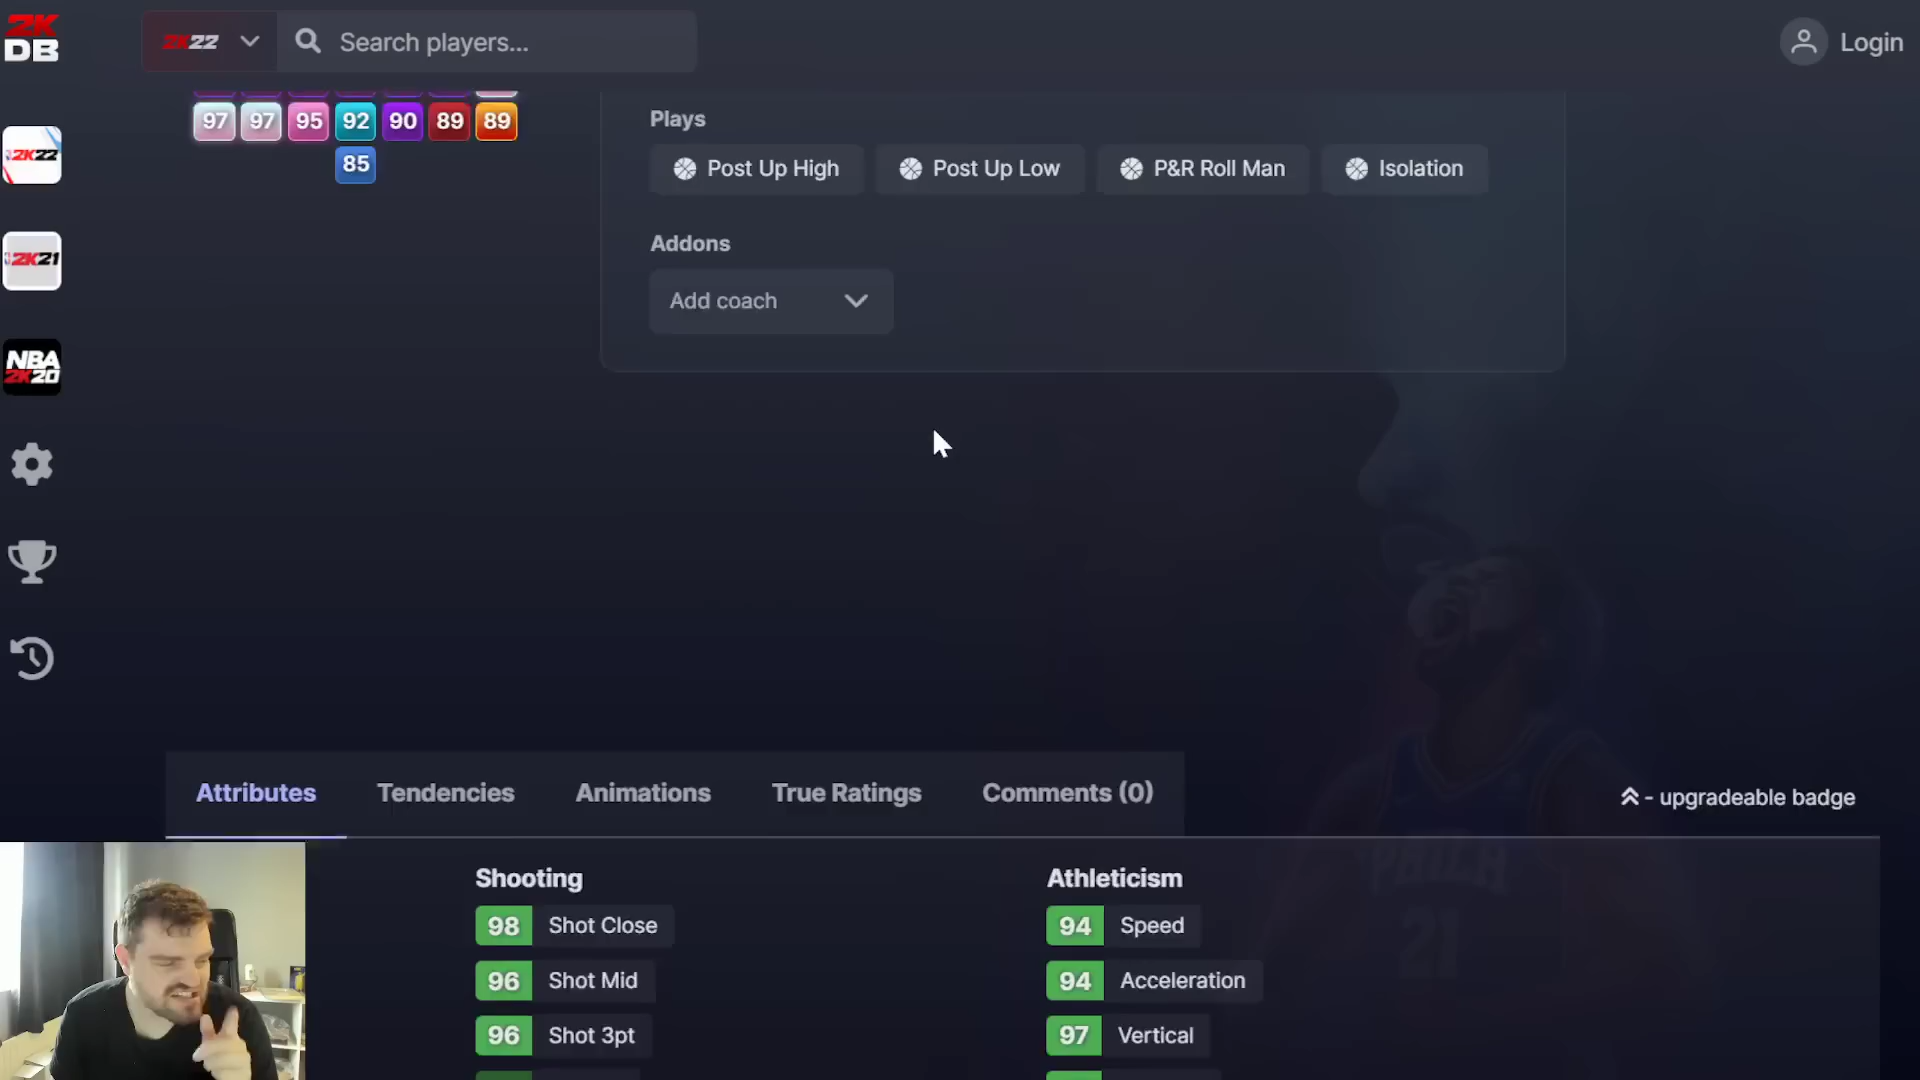 2K
DB
2K22
Search players...
Login
2K22
2K21
NBA
2K20
97 97 95 92 90 89 89
85
Plays
Post Up High
Post Up Low
P&R Roll Man
Isolation
Addons
Add coach
Attributes
Tendencies
Animations
True Ratings
Comments (0)
- upgradeable badge
Shooting
98 Shot Close
96 Shot Mid
96 Shot 3pt
Athleticism
94 Speed
94 Acceleration
97 Vertical
PHILA
21